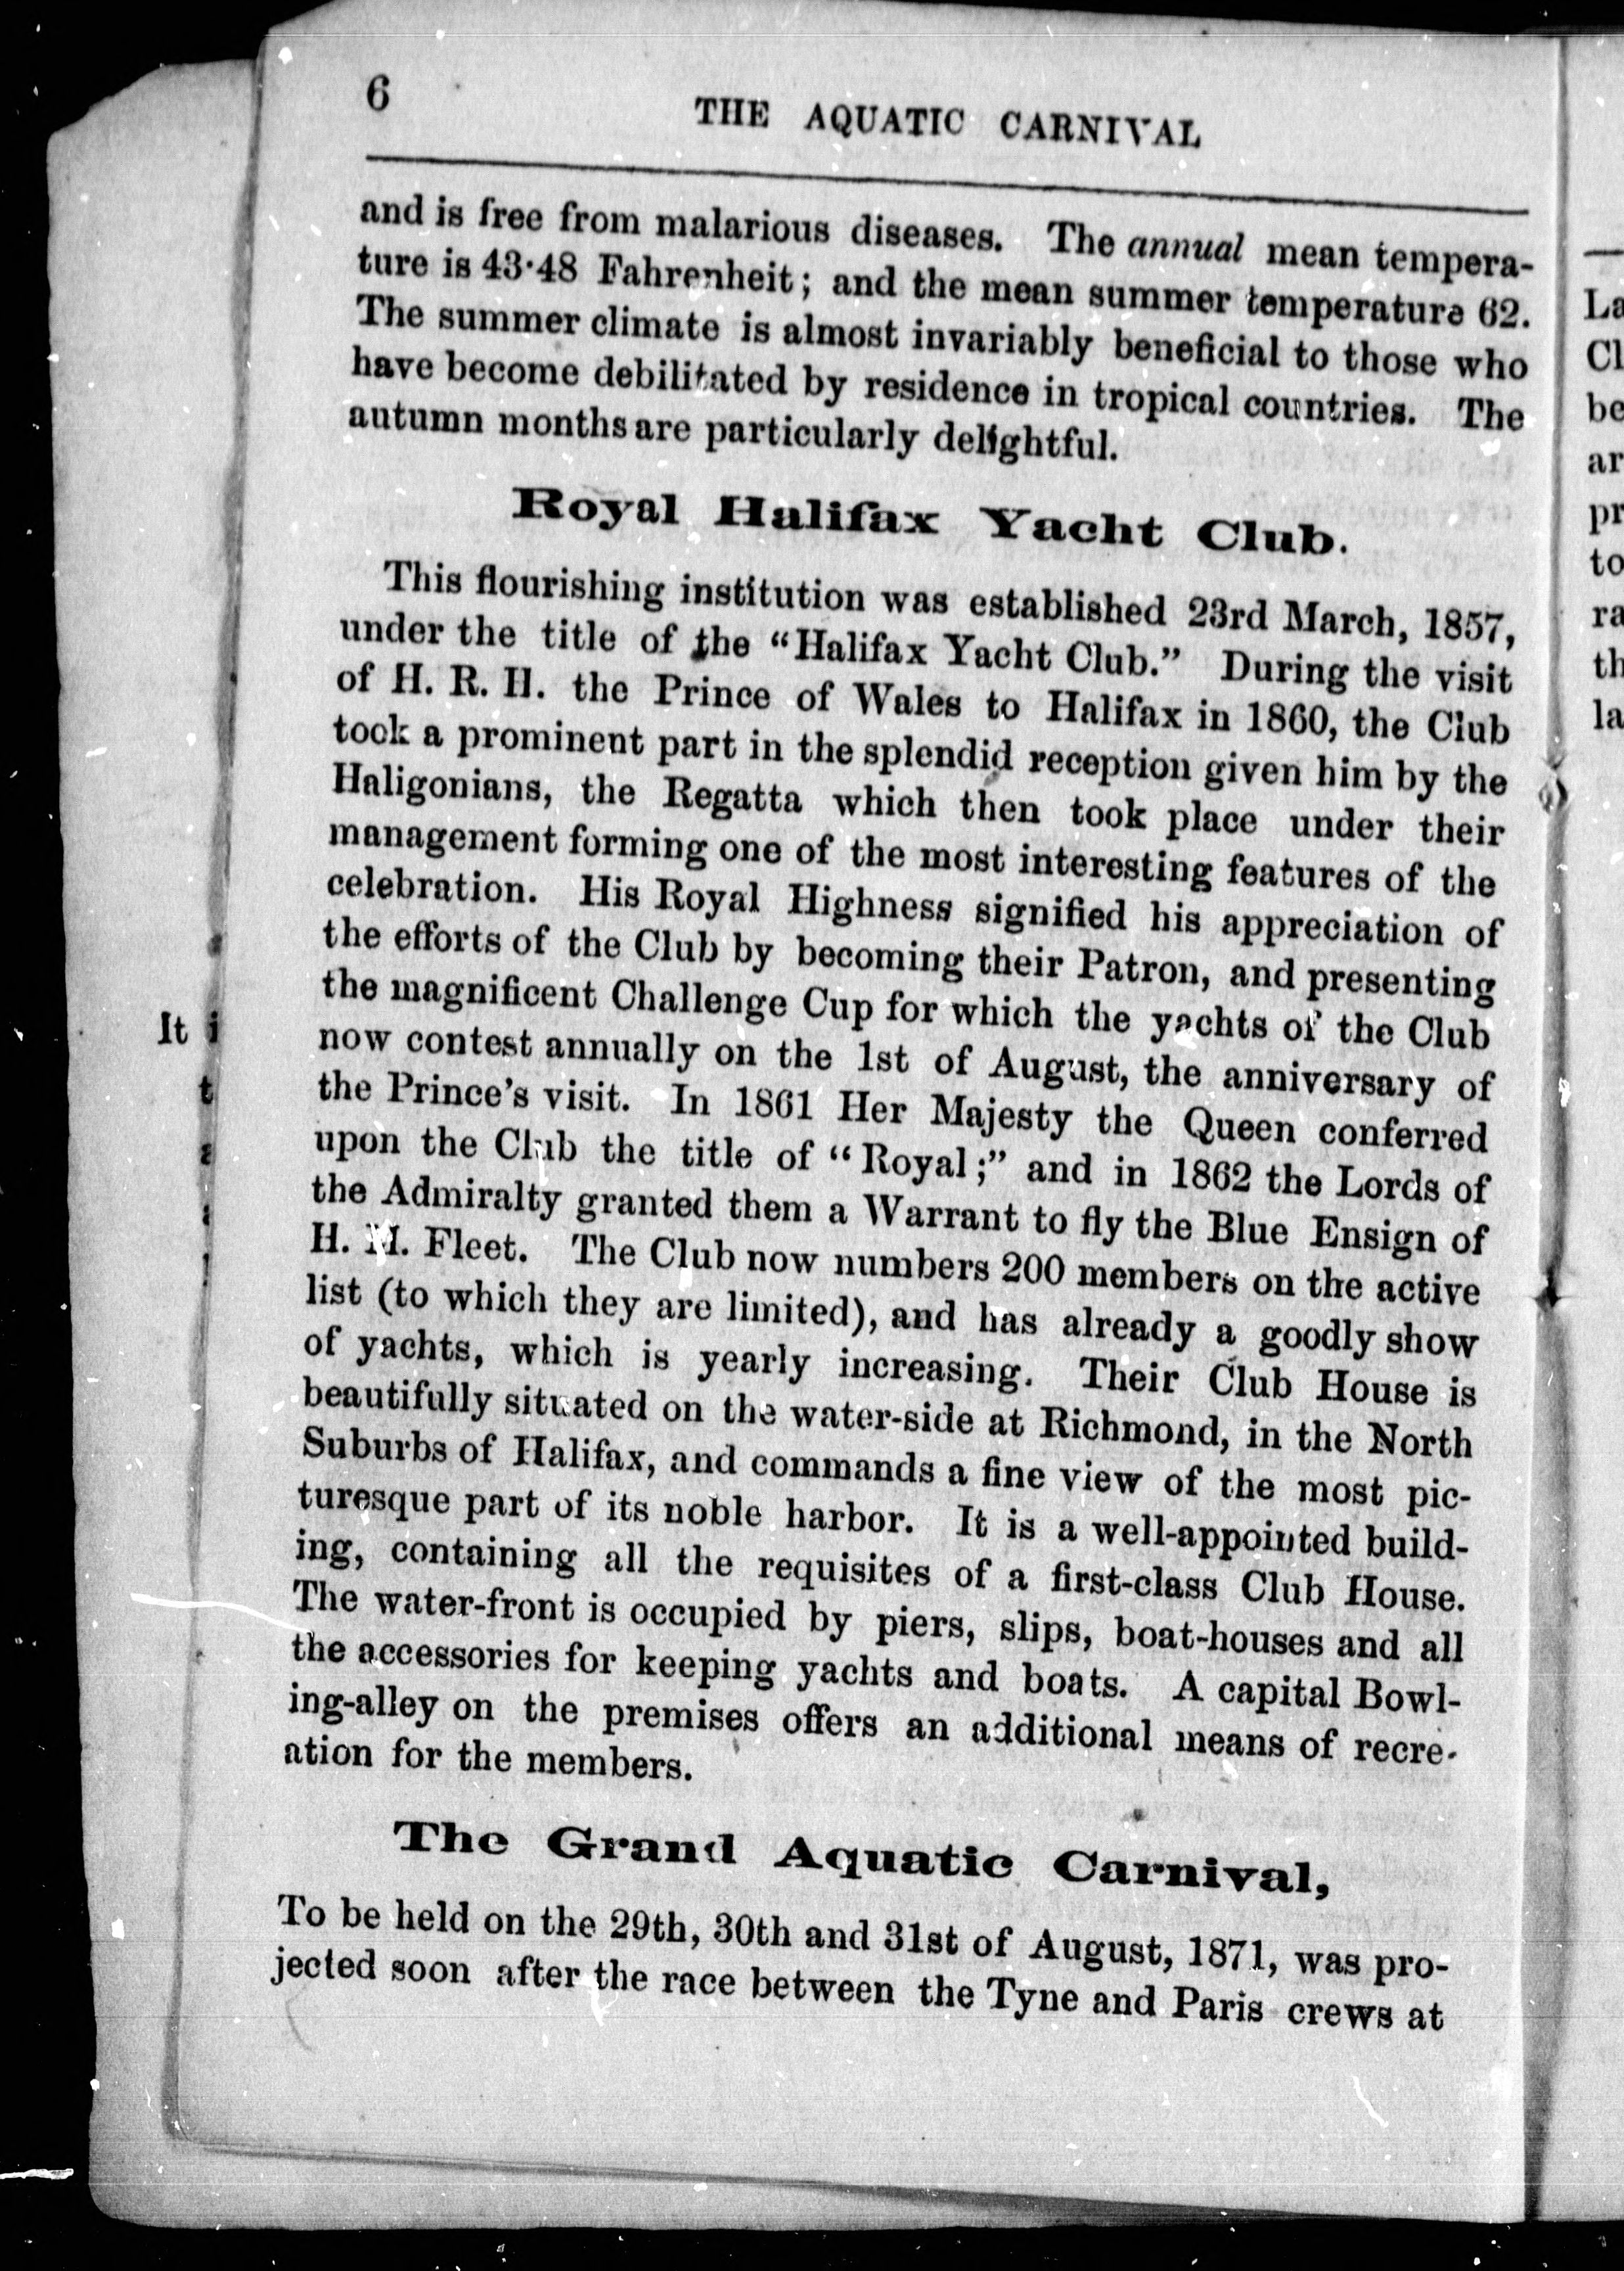 6
THE AQUATIC CARNIVAL
and is free from malarious diseases. The annual mean tempera-
ture is 43·48 Fahrenheit; and the mean summer temperature 62.
The summer climate is almost invariably beneficial to those who
have become debilitated by residence in tropical countries. The
autumn months are particularly delightful.
Royal Halifax Yacht Club.
This flourishing institution was established 23rd March, 1857,
under the title of the "Halifax Yacht Club." During the visit
of H. R. H. the Prince of Wales to Halifax in 1860, the Club
took a prominent part in the splendid reception given him by the
Haligonians, the Regatta which then took place under their
management forming one of the most interesting features of the
celebration. His Royal Highness signified his appreciation of
the efforts of the Club by becoming their Patron, and presenting
the magnificent Challenge Cup for which the yachts of the Club
now contest annually on the 1st of August, the anniversary of
the Prince's visit. In 1861 Her Majesty the Queen conferred
upon the Club the title of "Royal;" and in 1862 the Lords of
the Admiralty granted them a Warrant to fly the Blue Ensign of
H. M. Fleet. The Club now numbers 200 members on the active
list (to which they are limited), and has already a goodly show
of yachts, which is yearly increasing. Their Club House is
beautifully situated on the water-side at Richmond, in the North
Suburbs of Halifax, and commands a fine view of the most pic-
turesque part of its noble harbor. It is a well-appointed build-
ing, containing all the requisites of a first-class Club House.
The water-front is occupied by piers, slips, boat-houses and all
the accessories for keeping yachts and boats. A capital Bowl-
ing-alley on the premises offers an additional means of recre-
ation for the members.
The Grand Aquatic Carnival,
To be held on the 29th, 30th and 31st of August, 1871, was pro-
jected soon after the race between the Tyne and Paris crews at
It
La
Cl
be
ar
pr
to
ra
th
la